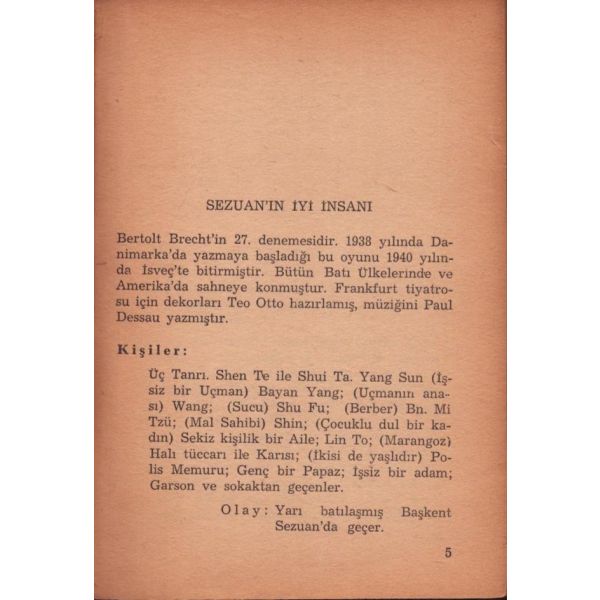 SEZUAN'IN İYİ İNSANI
Bertolt Brecht'in 27. denemesidir. 1938 yılında Da-
nimarka'da yazmaya başladığı bu oyunu 1940 yılın-
da İsveç'te bitirmiştir. Bütün Batı Ülkelerinde ve
Amerika'da sahneye konmuştur. Frankfurt tiyatro-
su için dekorları Teo Otto hazırlamış, müziğini Paul
Dessau yazmıştır.
Kişiler:
Üç Tanrı. Shen Te ile Shui Ta. Yang Sun (İş-
siz bir Uçman) Bayan Yang; (Uçmanın ana-
sı) Wang; (Sucu) Shu Fu; (Berber) Bn. Mi
Tzü; (Mal Sahibi) Shin; (Çocuklu dul bir ka-
dın) Sekiz kişilik bir Aile; Lin To; (Marangoz)
Halı tüccarı ile Karısı; (İkisi de yaşlıdır) Po-
lis Memuru; Genç bir Papaz; İşsiz bir adam;
Garson ve sokaktan geçenler.
Olay: Yarı batılaşmış Başkent
Sezuan'da geçer.
5